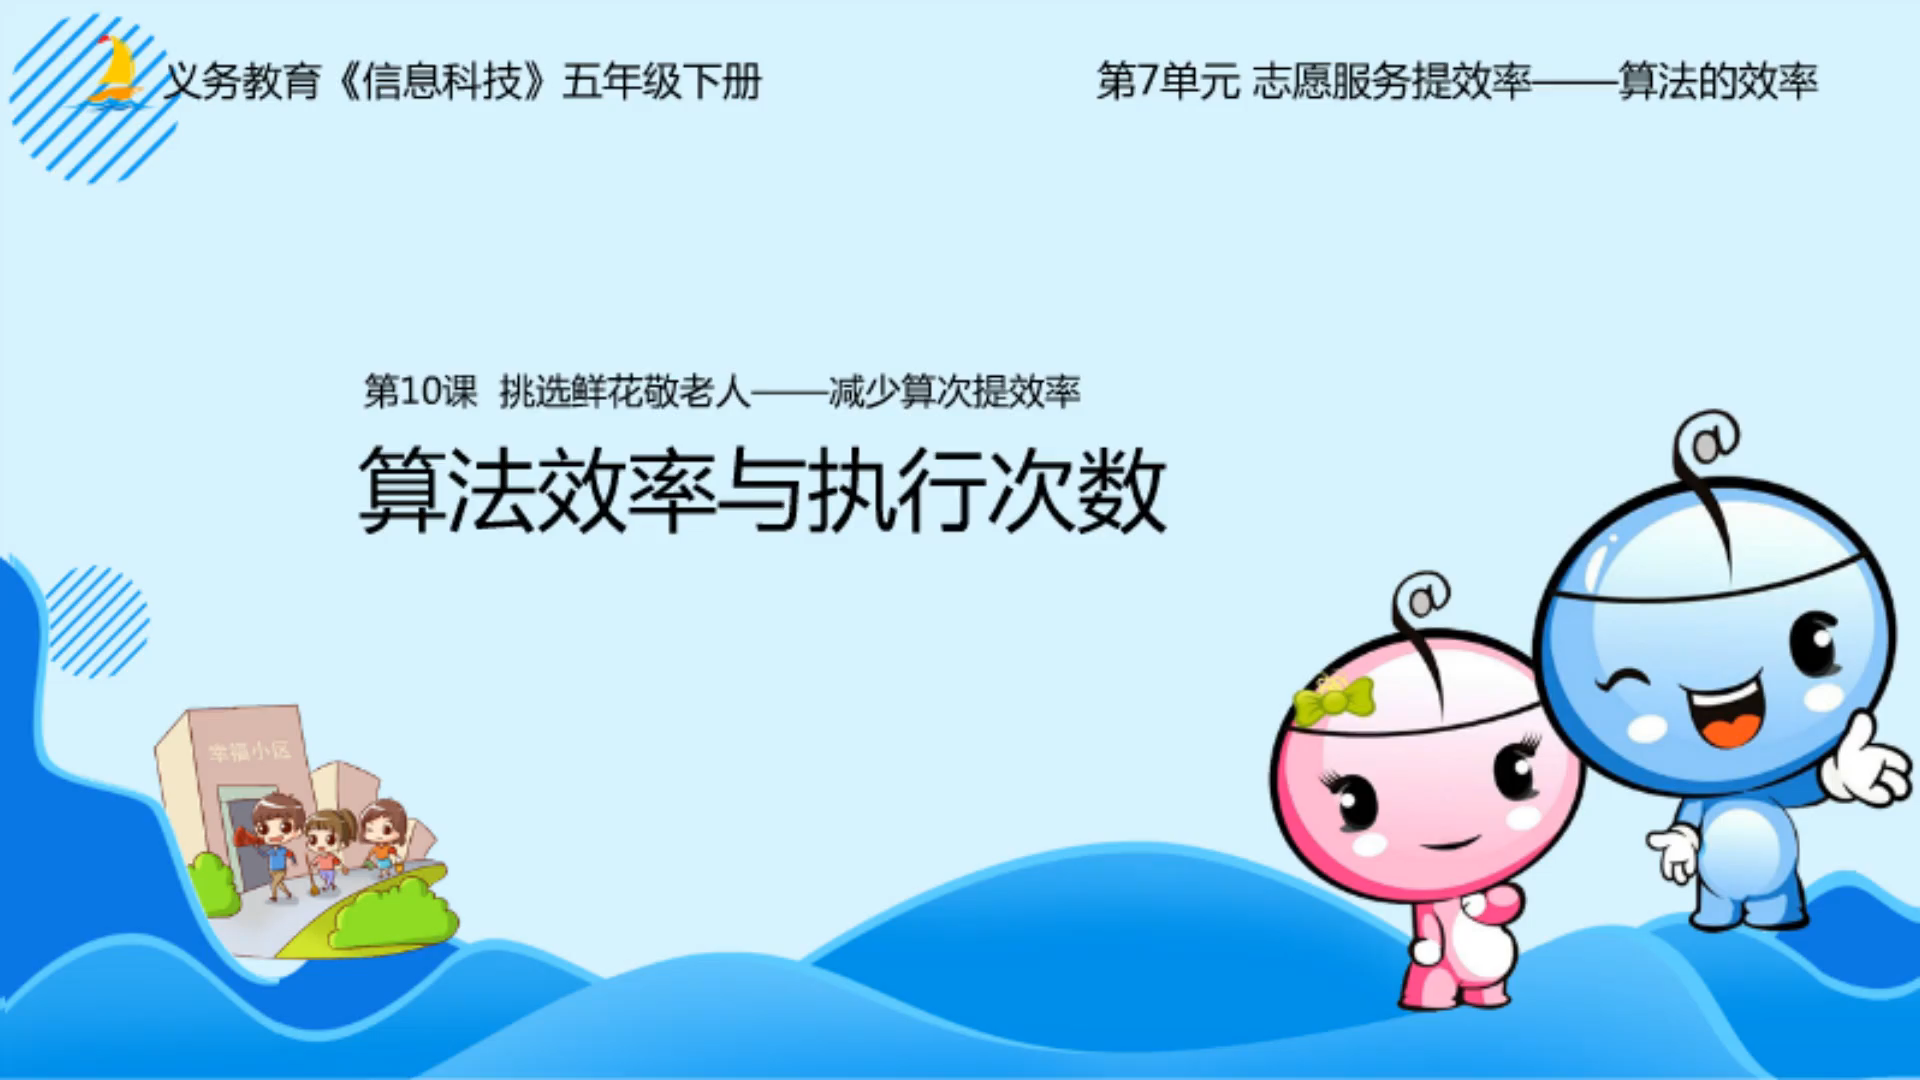 义务教育《信息科技》五年级下册
第7单元 志愿服务提效率——算法的效率
第10课 挑选鲜花敬老人——减少算次提效率
算法效率与执行次数
幸福小区